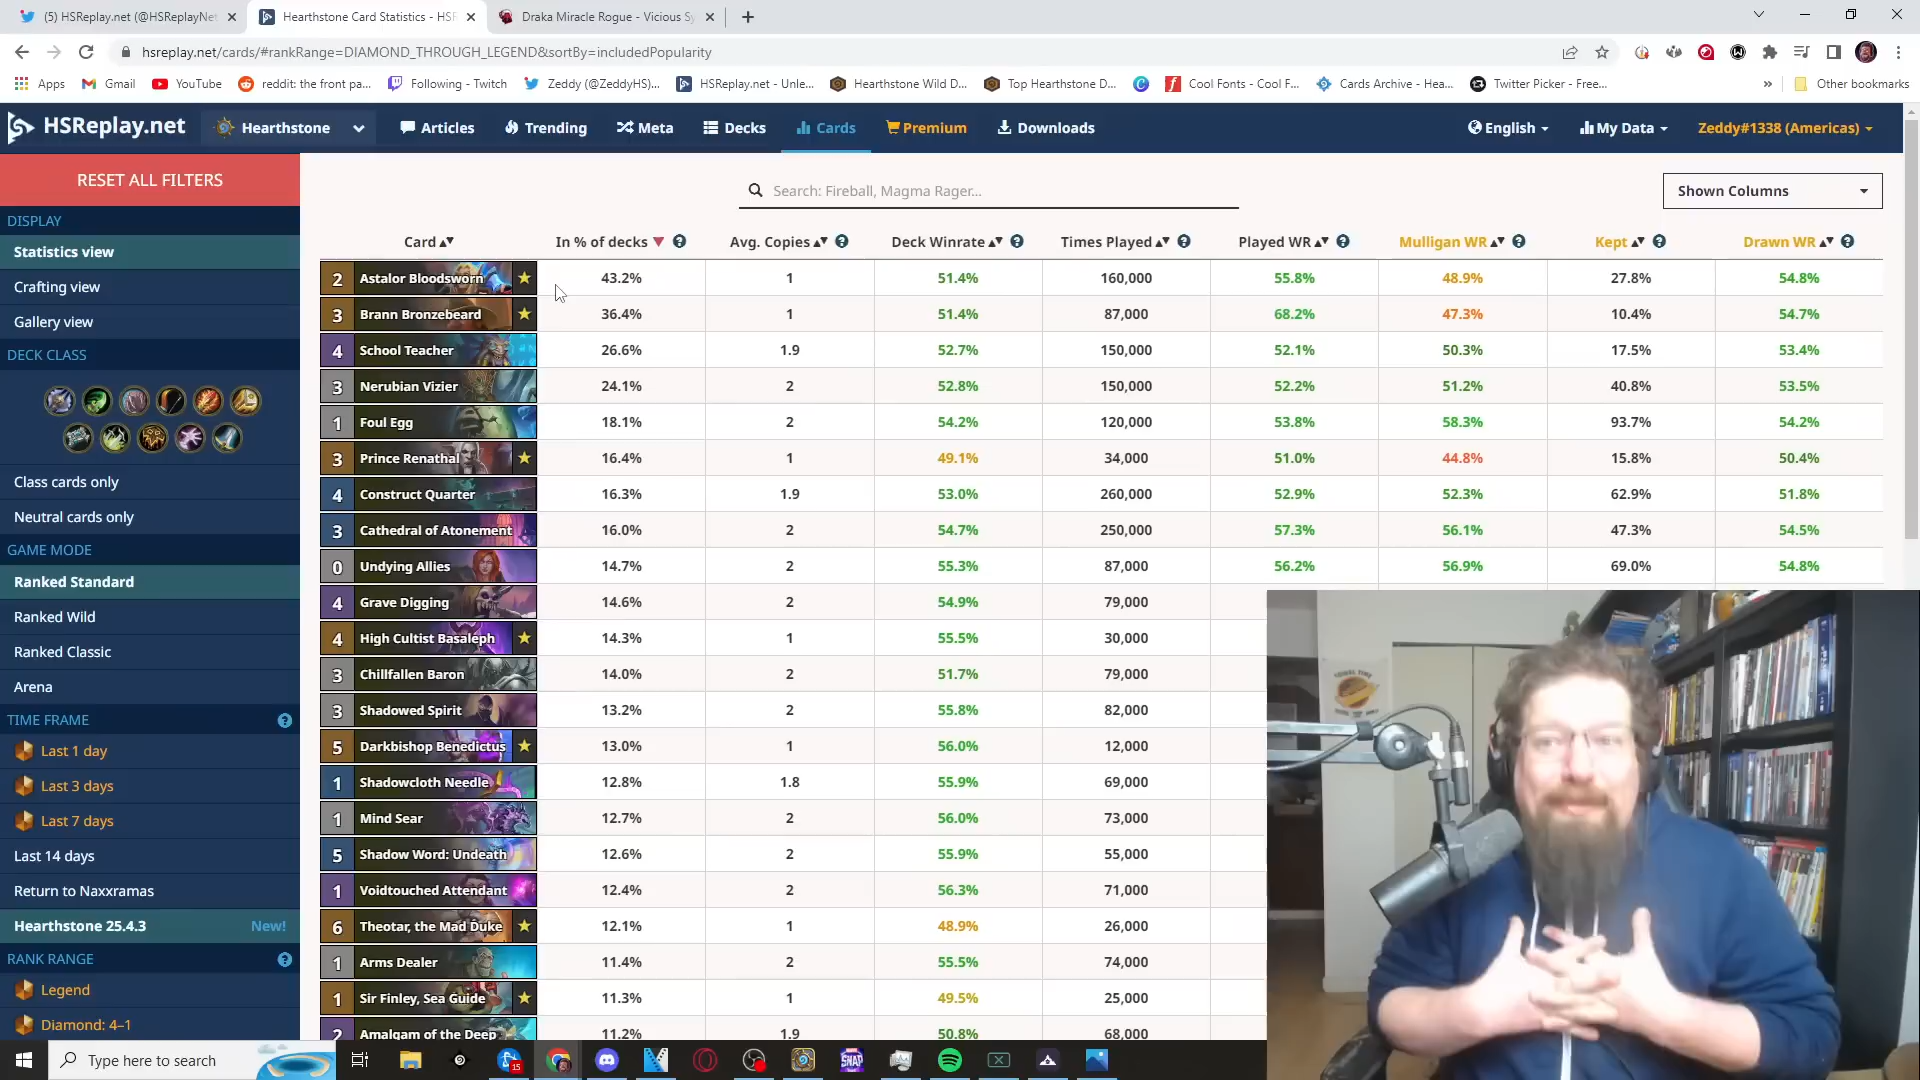 (5) HSReplay.net (@HSReplayNet
Hearthstone Card Statistics - HSR
Draka Miracle Rogue - Vicious Sy
hsreplay.net/cards/#rankRange=DIAMOND_THROUGH_LEGEND&sortBy=includedPopularity
Apps
Gmail
YouTube
reddit: the front pa...
Following - Twitch
Zeddy (@ZeddyHS)...
HSReplay.net - Unle...
Hearthstone Wild D...
Top Hearthstone D...
Cool Fonts - Cool F...
Cards Archive - Hea...
Twitter Picker - Free...
»
Other bookmarks
HSReplay.net
Hearthstone
Articles
Trending
Meta
Decks
Cards
Premium
Downloads
English
My Data
Zeddy#1338 (Americas)
RESET ALL FILTERS
DISPLAY
Statistics view
Crafting view
Gallery view
DECK CLASS
Class cards only
Neutral cards only
GAME MODE
Ranked Standard
Ranked Wild
Ranked Classic
Arena
TIME FRAME
Last 1 day
Last 3 days
Last 7 days
Last 14 days
Return to Naxxramas
Hearthstone 25.4.3 New!
RANK RANGE
Legend
Diamond: 4–1
Search: Fireball, Magma Rager...
Shown Columns
Card In % of decks Avg. Copies Deck Winrate Times Played Played WR Mulligan WR Kept Drawn WR
2 Astalor Bloodsworn 43.2% 1 51.4% 160,000 55.8% 48.9% 27.8% 54.8%
3 Brann Bronzebeard 36.4% 1 51.4% 87,000 68.2% 47.3% 10.4% 54.7%
4 School Teacher 26.6% 1.9 52.7% 150,000 52.1% 50.3% 17.5% 53.4%
3 Nerubian Vizier 24.1% 2 52.8% 150,000 52.2% 51.2% 40.8% 53.5%
1 Foul Egg 18.1% 2 54.2% 120,000 53.8% 58.3% 93.7% 54.2%
3 Prince Renathal 16.4% 1 49.1% 34,000 51.0% 44.8% 15.8% 50.4%
4 Construct Quarter 16.3% 1.9 53.0% 260,000 52.9% 52.3% 62.9% 51.8%
3 Cathedral of Atonement 16.0% 2 54.7% 250,000 57.3% 56.1% 47.3% 54.5%
0 Undying Allies 14.7% 2 55.3% 87,000 56.2% 56.9% 69.0% 54.8%
4 Grave Digging 14.6% 2 54.9% 79,000
4 High Cultist Basaleph 14.3% 1 55.5% 30,000
3 Chillfallen Baron 14.0% 2 51.7% 79,000
3 Shadowed Spirit 13.2% 2 55.8% 82,000
5 Darkbishop Benedictus 13.0% 1 56.0% 12,000
1 Shadowcloth Needle 12.8% 1.8 55.9% 69,000
1 Mind Sear 12.7% 2 56.0% 73,000
5 Shadow Word: Undeath 12.6% 2 55.9% 55,000
1 Voidtouched Attendant 12.4% 2 56.3% 71,000
6 Theotar, the Mad Duke 12.1% 1 48.9% 26,000
1 Arms Dealer 11.4% 2 55.5% 74,000
1 Sir Finley, Sea Guide 11.3% 1 49.5% 25,000
2 Amalgam of the Deep 11.2% 1.9 50.8% 68,000
Type here to search
15
SNAP